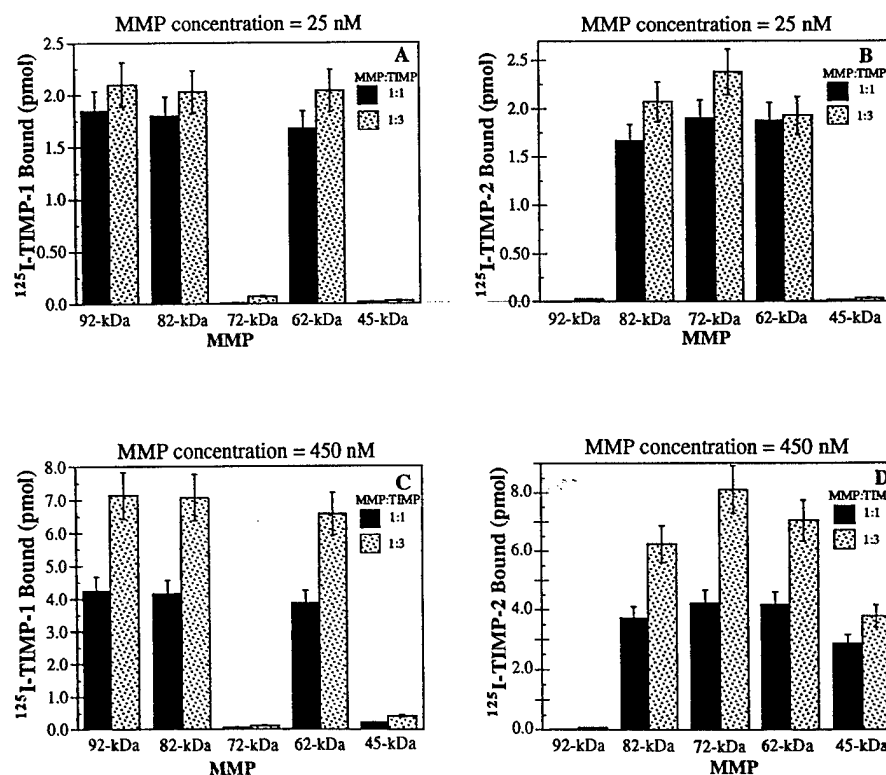 MMP concentration = 25 nM
A
MMP:TIMP
1:1
1:3
2.5
2.0
1.5
1.0
0.50
0.0
¹²⁵I-TIMP-1 Bound (pmol)
92-kDa 82-kDa 72-kDa 62-kDa 45-kDa
MMP
MMP concentration = 25 nM
B
MMP:TIMP
1:1
1:3
2.5
2.0
1.5
1.0
0.50
0.0
¹²⁵I-TIMP-2 Bound (pmol)
92-kDa 82-kDa 72-kDa 62-kDa 45-kDa
MMP
MMP concentration = 450 nM
C
MMP:TIMP
1:1
1:3
8.0
7.0
6.0
5.0
4.0
3.0
2.0
1.0
0.0
¹²⁵I-TIMP-1 Bound (pmol)
92-kDa 82-kDa 72-kDa 62-kDa 45-kDa
MMP
MMP concentration = 450 nM
D
MMP:TIM
1:1
1:3
8.0
6.0
4.0
2.0
0.0
¹²⁵I-TIMP-2 Bound (pmol)
92-kDa 82-kDa 72-kDa 62-kDa 45-kDa
MMP